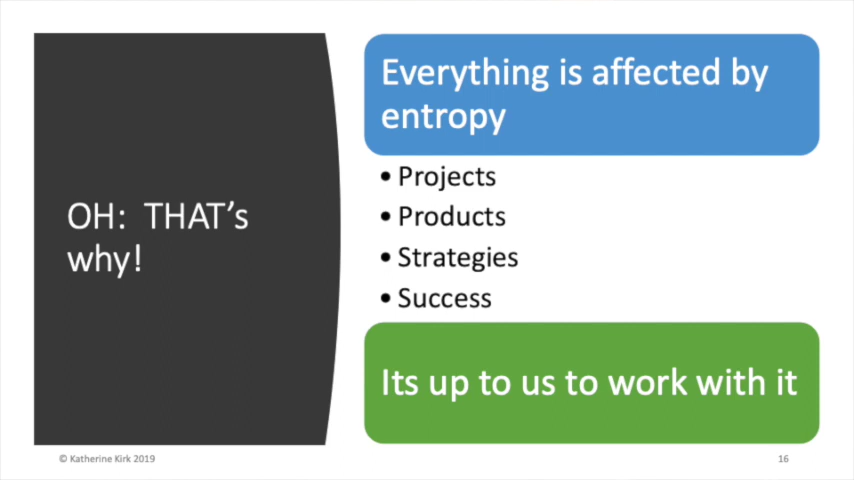 OH: THAT's
why!
Everything is affected by
entropy
• Projects
• Products
• Strategies
• Success
Its up to us to work with it
© Katherine Kirk 2019
16